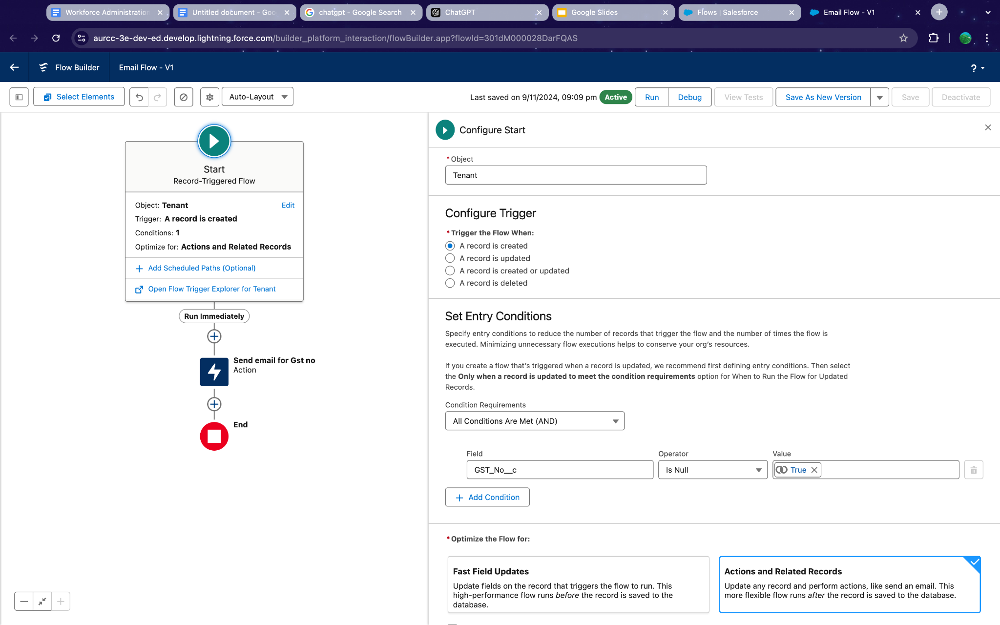 Workforce Administration
Untitled document - Goo
chatgpt - Google Search
ChatGPT
Google Slides
Flows | Salesforce
Email Flow - V1
aurcc-3e-dev-ed.develop.lightning.force.com/builder_platform_interaction/flowBuilder.app?flowId=301dM000028DarFQAS
Flow Builder
Email Flow - V1
?
Select Elements
Auto-Layout
Last saved on 9/11/2024, 09:09 pm
Active
Run
Debug
View Tests
Save As New Version
Save
Deactivate
Start
Record-Triggered Flow
Object: Tenant
Edit
Trigger: A record is created
Conditions: 1
Optimize for: Actions and Related Records
Add Scheduled Paths (Optional)
Open Flow Trigger Explorer for Tenant
Run Immediately
Send email for Gst no
Action
End
Configure Start
* Object
Tenant
Configure Trigger
* Trigger the Flow When:
A record is created
A record is updated
A record is created or updated
A record is deleted
Set Entry Conditions
Specify entry conditions to reduce the number of records that trigger the flow and the number of times the flow is
executed. Minimizing unnecessary flow executions helps to conserve your org's resources.
If you create a flow that's triggered when a record is updated, we recommend first defining entry conditions. Then select
the Only when a record is updated to meet the condition requirements option for When to Run the Flow for Updated
Records.
Condition Requirements
All Conditions Are Met (AND)
Field
Operator
Value
GST_No__c
Is Null
True
Add Condition
* Optimize the Flow for:
Fast Field Updates
Update fields on the record that triggers the flow to run. This
high-performance flow runs before the record is saved to the
database.
Actions and Related Records
Update any record and perform actions, like send an email. This
more flexible flow runs after the record is saved to the database.